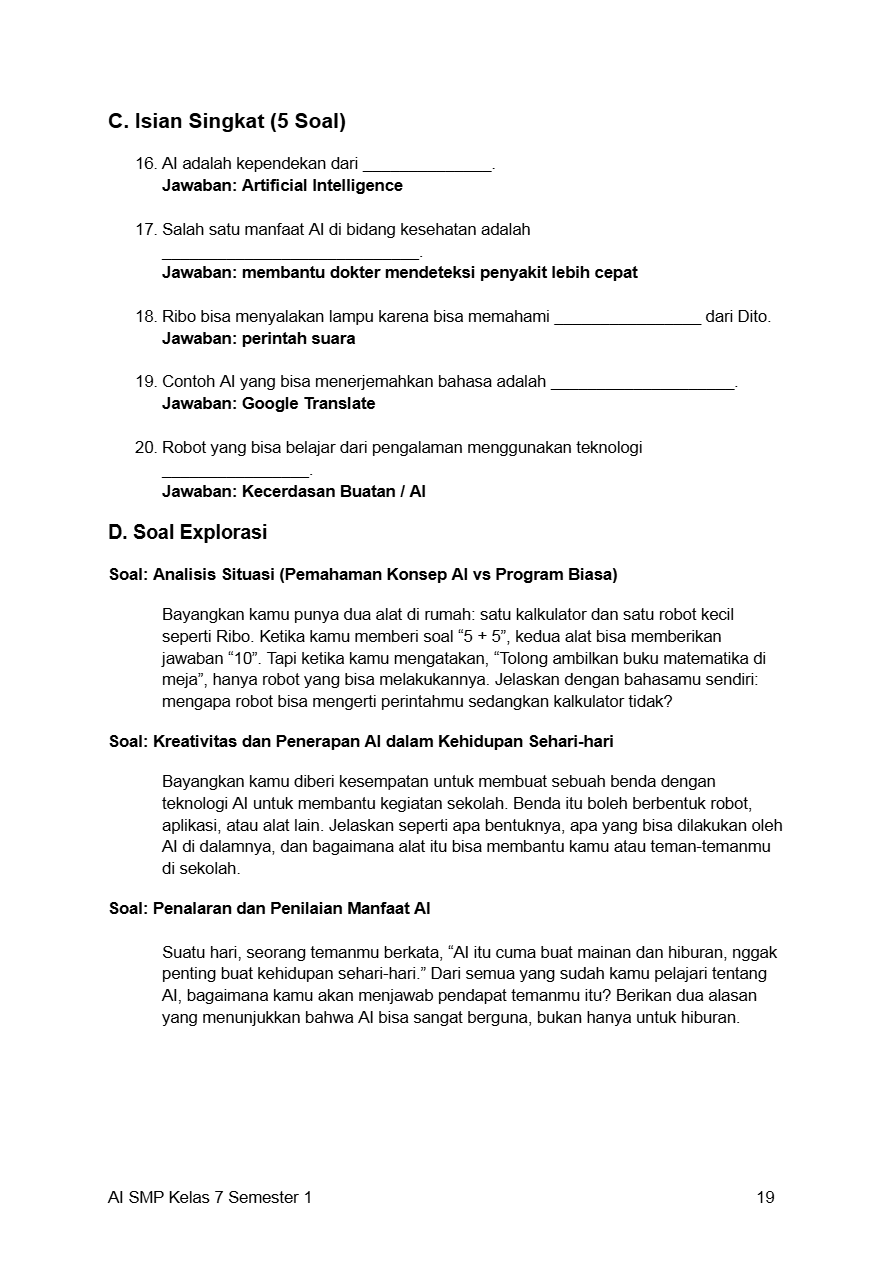 C. Isian Singkat (5 Soal)
16. AI adalah kependekan dari ______________.
Jawaban: Artificial Intelligence
17. Salah satu manfaat AI di bidang kesehatan adalah
____________________________.
Jawaban: membantu dokter mendeteksi penyakit lebih cepat
18. Ribo bisa menyalakan lampu karena bisa memahami ________________ dari Dito.
Jawaban: perintah suara
19. Contoh AI yang bisa menerjemahkan bahasa adalah ____________________.
Jawaban: Google Translate
20. Robot yang bisa belajar dari pengalaman menggunakan teknologi
________________.
Jawaban: Kecerdasan Buatan / AI
D. Soal Explorasi
Soal: Analisis Situasi (Pemahaman Konsep AI vs Program Biasa)
Bayangkan kamu punya dua alat di rumah: satu kalkulator dan satu robot kecil
seperti Ribo. Ketika kamu memberi soal “5 + 5”, kedua alat bisa memberikan
jawaban “10”. Tapi ketika kamu mengatakan, “Tolong ambilkan buku matematika di
meja”, hanya robot yang bisa melakukannya. Jelaskan dengan bahasamu sendiri:
mengapa robot bisa mengerti perintahmu sedangkan kalkulator tidak?
Soal: Kreativitas dan Penerapan AI dalam Kehidupan Sehari-hari
Bayangkan kamu diberi kesempatan untuk membuat sebuah benda dengan
teknologi AI untuk membantu kegiatan sekolah. Benda itu boleh berbentuk robot,
aplikasi, atau alat lain. Jelaskan seperti apa bentuknya, apa yang bisa dilakukan oleh
AI di dalamnya, dan bagaimana alat itu bisa membantu kamu atau teman-temanmu
di sekolah.
Soal: Penalaran dan Penilaian Manfaat AI
Suatu hari, seorang temanmu berkata, “AI itu cuma buat mainan dan hiburan, nggak
penting buat kehidupan sehari-hari.” Dari semua yang sudah kamu pelajari tentang
AI, bagaimana kamu akan menjawab pendapat temanmu itu? Berikan dua alasan
yang menunjukkan bahwa AI bisa sangat berguna, bukan hanya untuk hiburan.
AI SMP Kelas 7 Semester 1 19